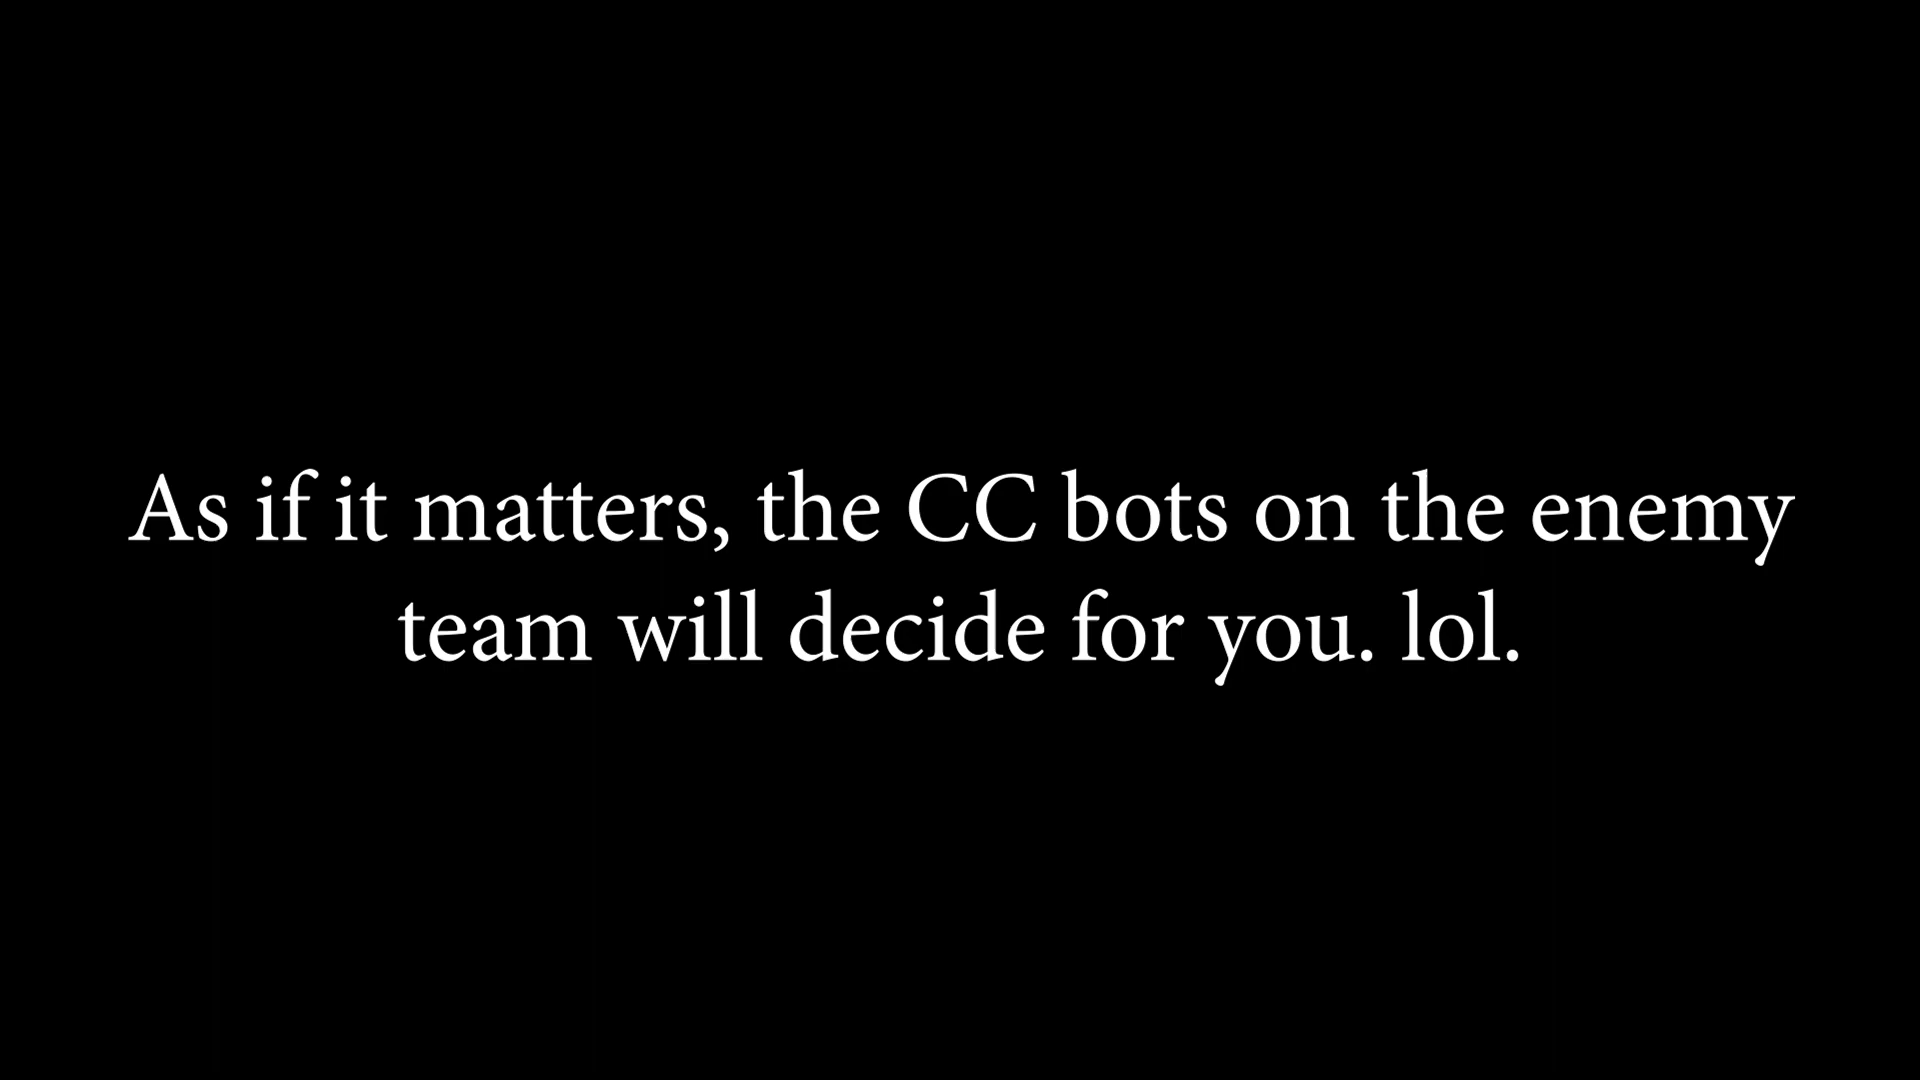 As if it matters, the CC bots on the enemy
team will decide for you. lol.